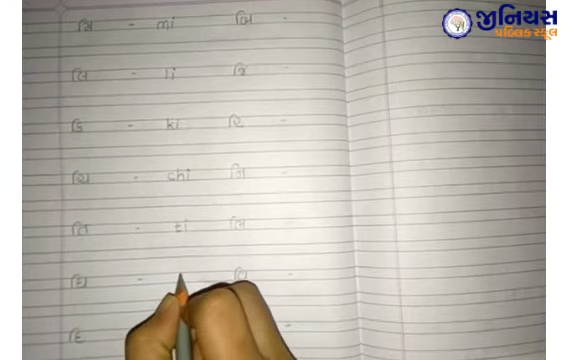 જીનિયસ
પબ્લિક સ્કૂલ
મિ - mi બિ -
લિ - li ત્રિ
કિ - ki રિ -
ચિ - chi જિ
તિ - ti લિ
ધિ - વિ -
દિ -